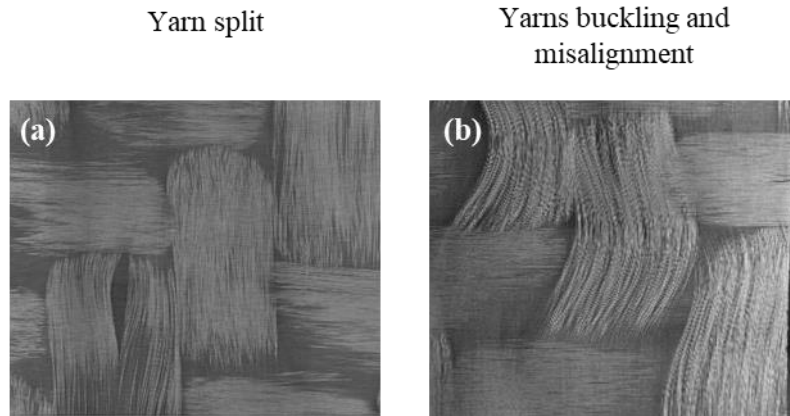 Yarn split
Yarns buckling and
misalignment
(a)
(b)